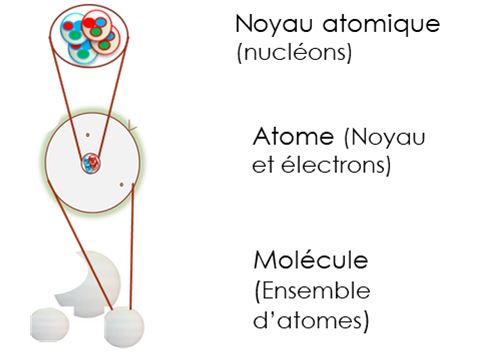 Noyau atomique
(nucléons)
Atome (Noyau
et électrons)
Molécule
(Ensemble
d’atomes)